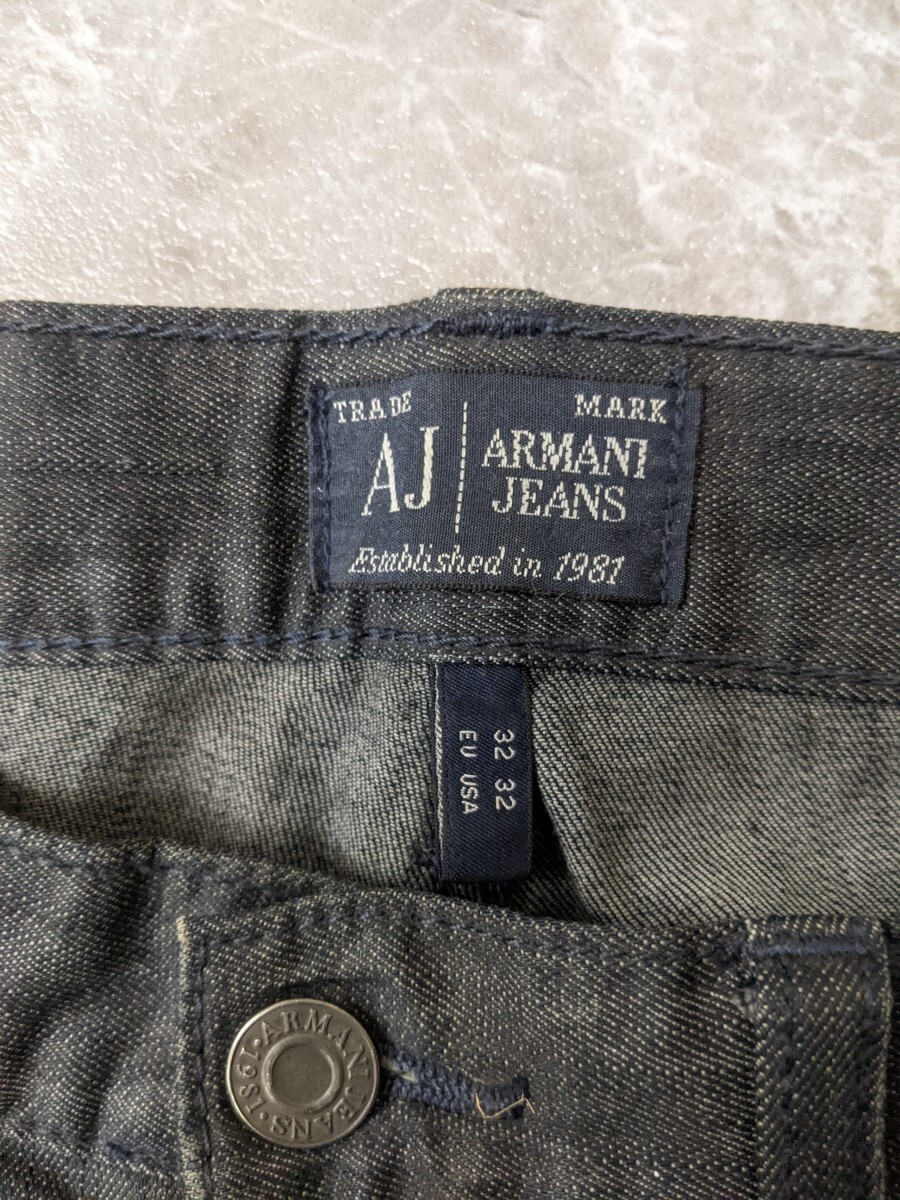 TRADE MARK
AJ ARMANI
JEANS
Established in 1981
32 32
EU USA
ARMANI JEANS · 1981 ·